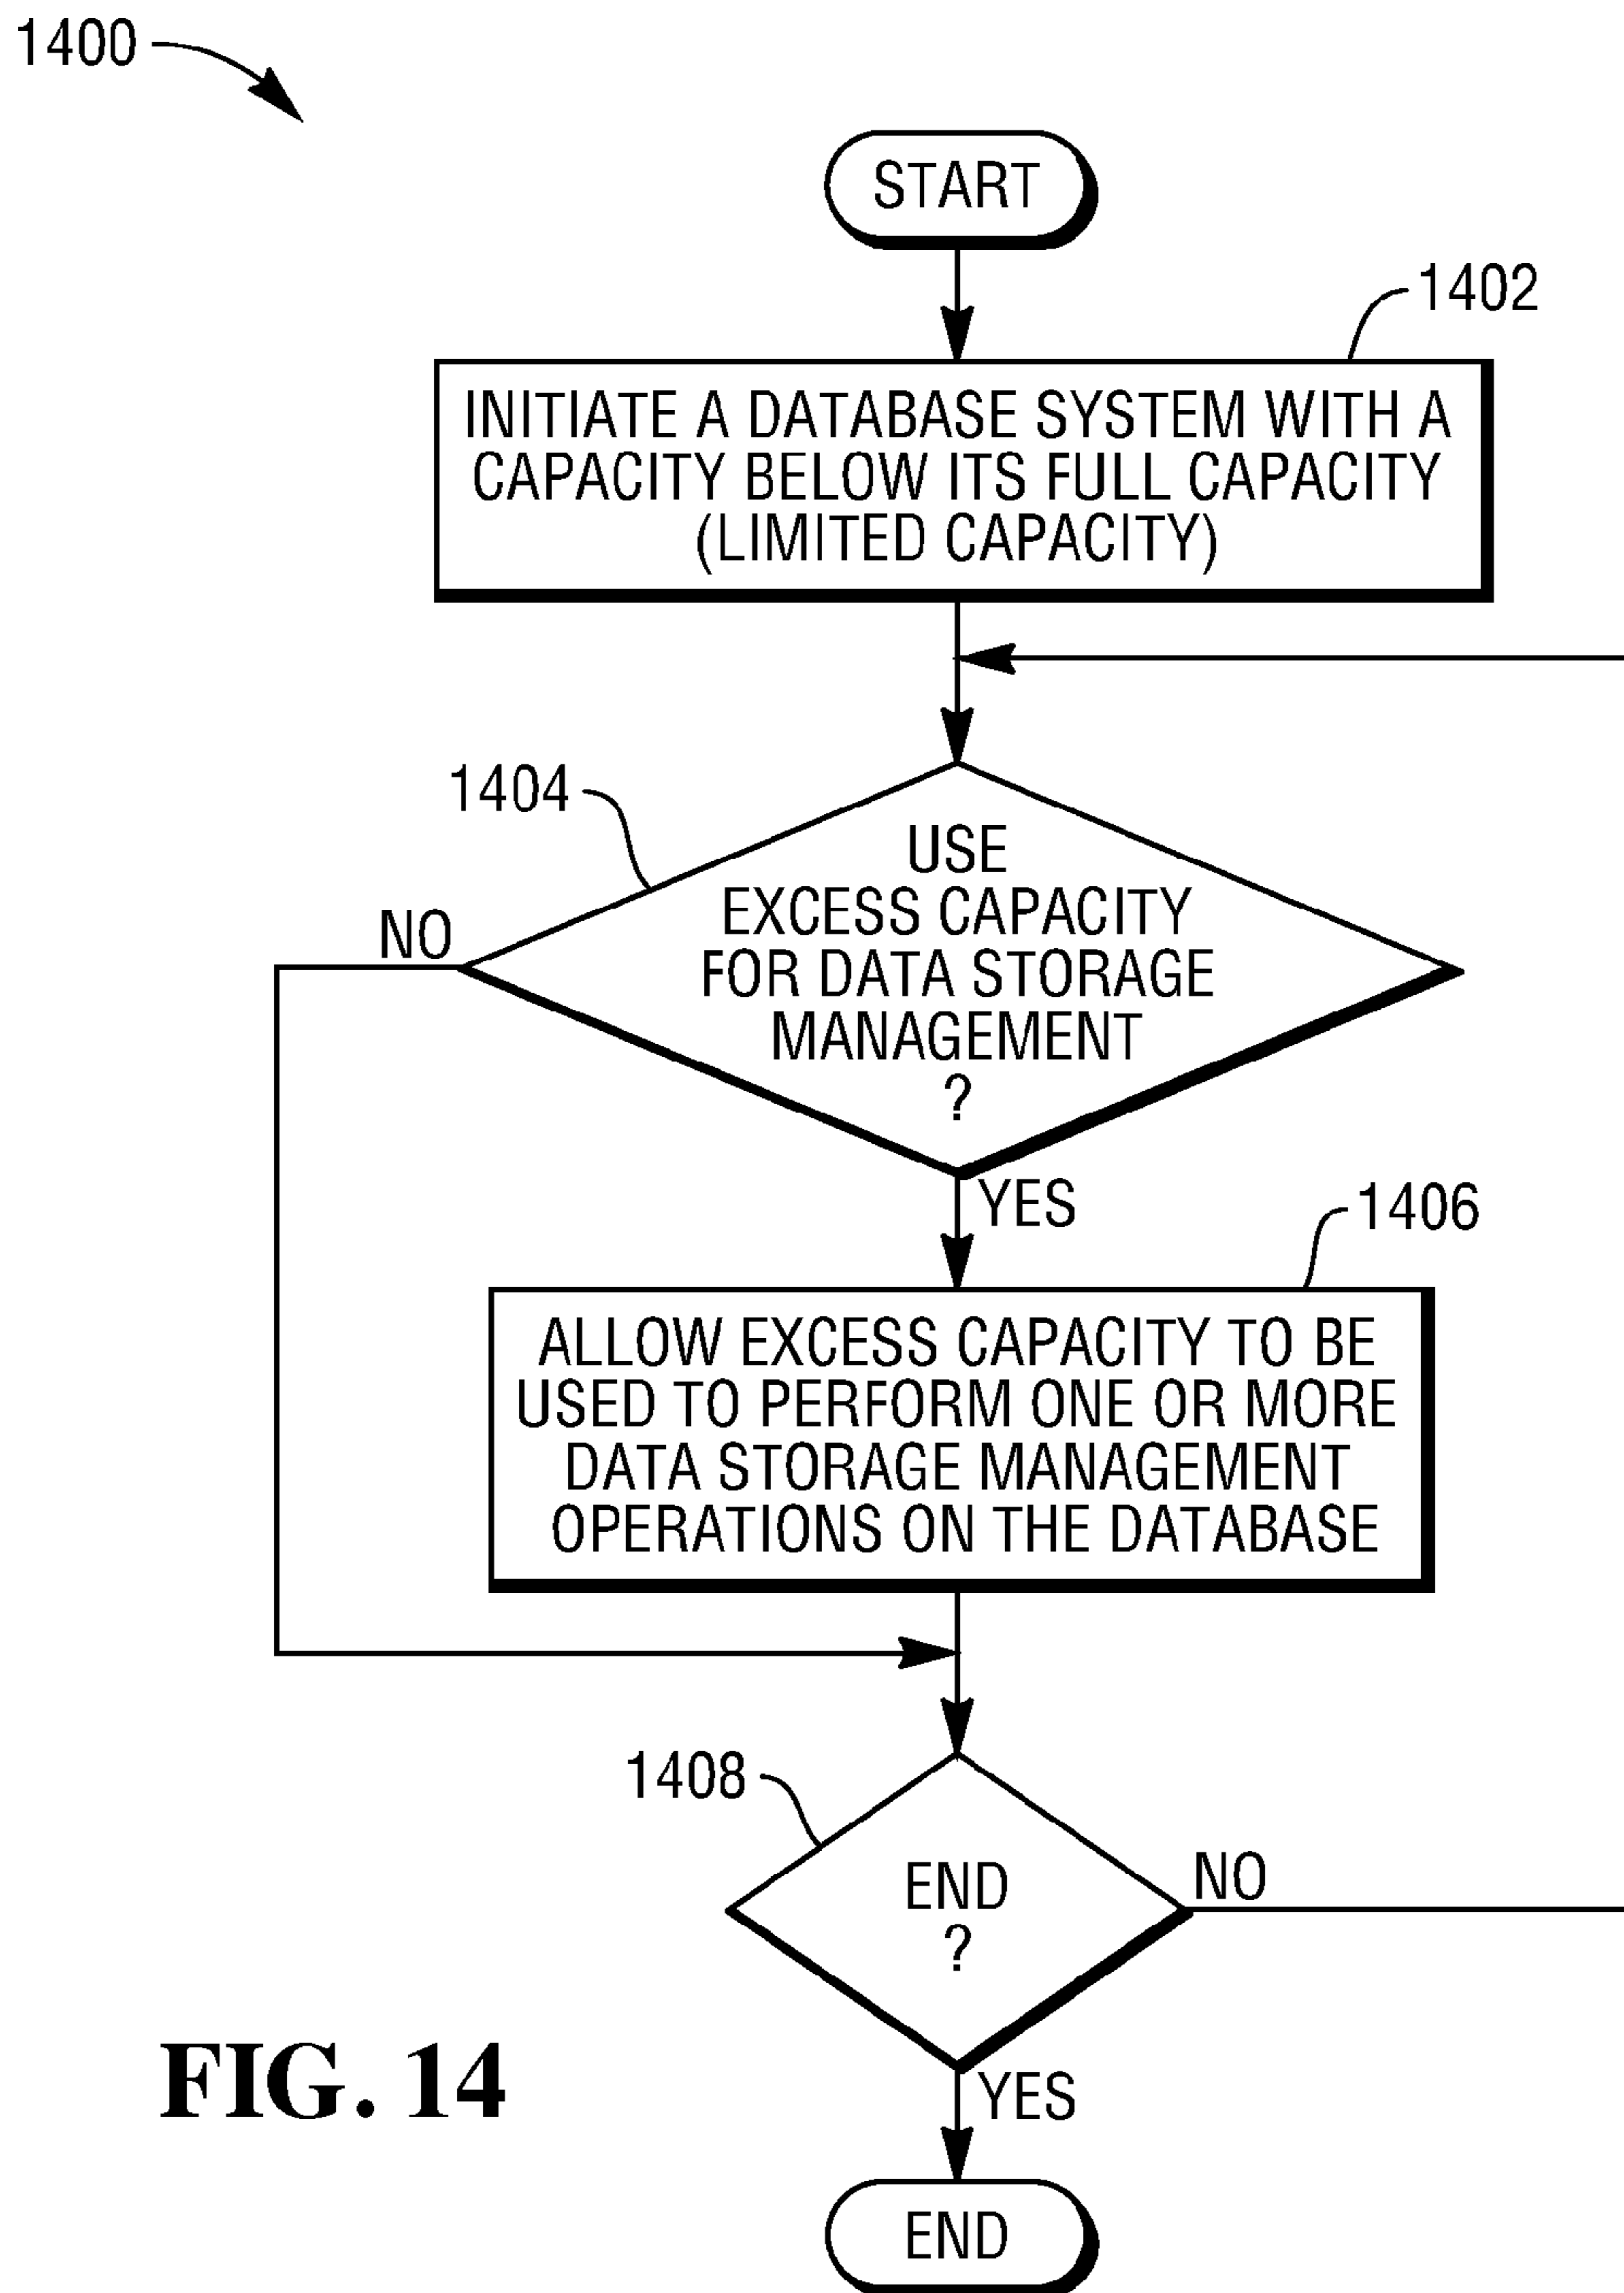 1400
START
1402
INITIATE A DATABASE SYSTEM WITH A
CAPACITY BELOW ITS FULL CAPACITY
(LIMITED CAPACITY)
1404
USE
EXCESS CAPACITY
FOR DATA STORAGE
MANAGEMENT
?
NO
YES
1406
ALLOW EXCESS CAPACITY TO BE
USED TO PERFORM ONE OR MORE
DATA STORAGE MANAGEMENT
OPERATIONS ON THE DATABASE
1408
END
?
NO
YES
END
FIG. 14